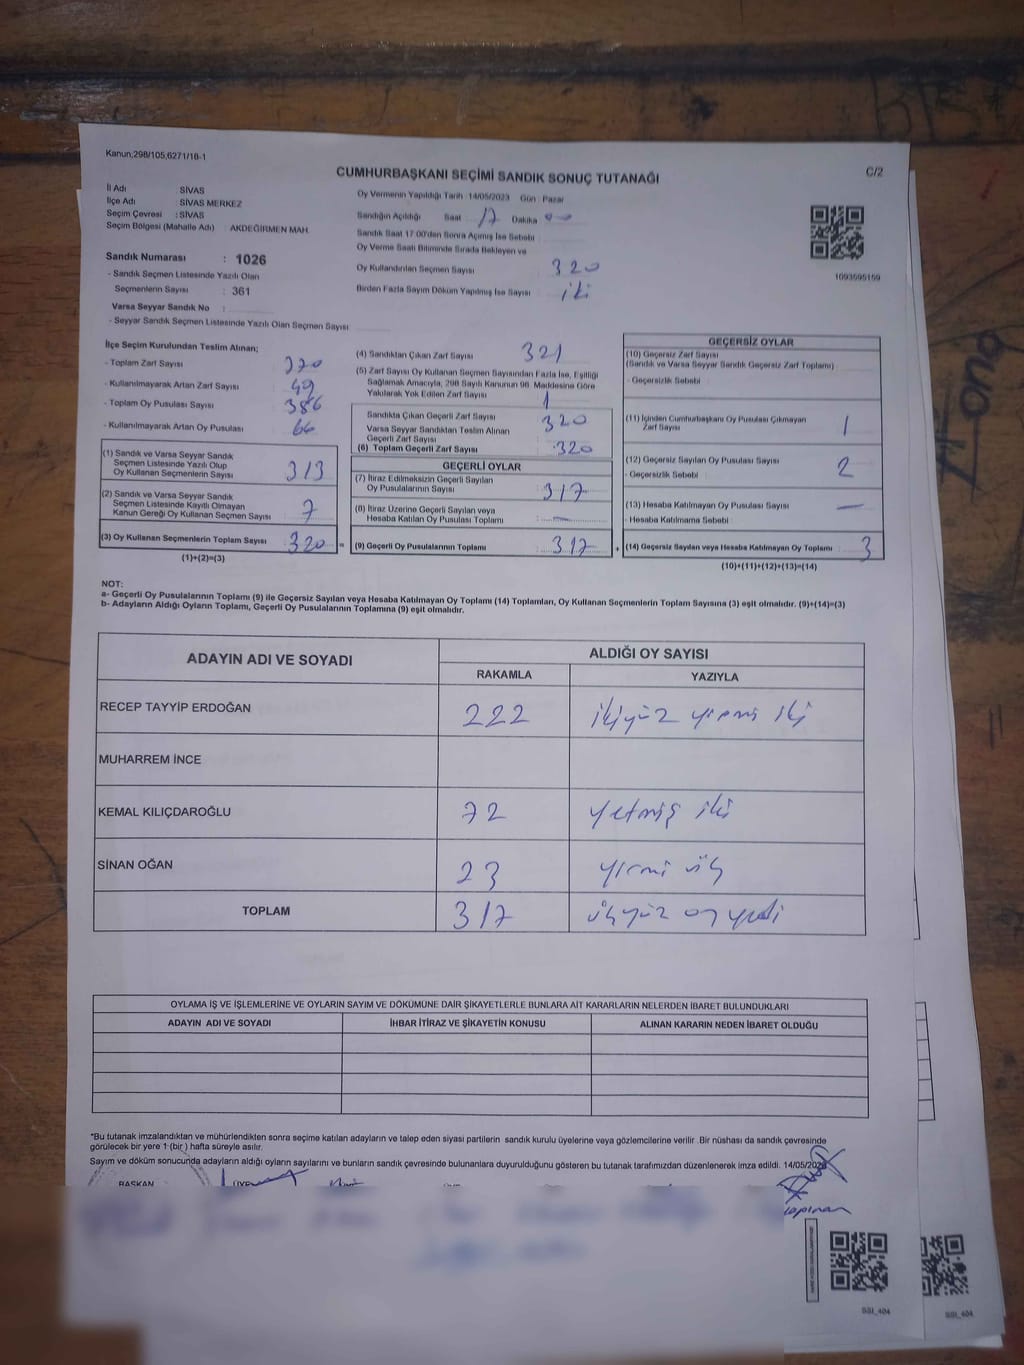 Kanun;298/105,6271/18-1
CUMHURBAŞKANI SEÇİMİ SANDIK SONUÇ TUTANAĞI
C/2
İl Adı SİVAS
İlçe Adı : SİVAS MERKEZ
Seçim Çevresi : SİVAS
Seçim Bölgesi (Mahalle Adı) AKDEĞİRMEN MAH.
Sandık Numarası : 1026
- Sandık Seçmen Listesinde Yazılı Olan
Seçmenlerin Sayısı : 361
Varsa Seyyar Sandık No :
- Seyyar Sandık Seçmen Listesinde Yazılı Olan Seçmen Sayısı
Oy Vermenin Yapıldığı Tarih 14/05/2023 Gün Pazar
Sandığın Açıldığı Saat 17 Dakika
Sandık Saat 17:00'den Sonra Açılmış İse Sebebi
Oy Verme Saati Bitiminde Sırada Bekleyen ve
Oy Kullandırılan Seçmen Sayısı 320
Birden Fazla Sayım Döküm Yapılmış İse Sayısı iki
1093595159
İlçe Seçim Kurulundan Teslim Alınan;
- Toplam Zarf Sayısı 370
- Kullanılmayarak Artan Zarf Sayısı 49
- Toplam Oy Pusulası Sayısı 386
- Kullanılmayarak Artan Oy Pusulası 66
(1) Sandık ve Varsa Seyyar Sandık
Seçmen Listesinde Yazılı Olup
Oy Kullanan Seçmenlerin Sayısı 313
(2) Sandık ve Varsa Seyyar Sandık
Seçmen Listesinde Kayıtlı Olmayan
Kanun Gereği Oy Kullanan Seçmen Sayısı 7
(3) Oy Kullanan Seçmenlerin Toplam Sayısı 320 =
(1)+(2)=(3)
(4) Sandıktan Çıkan Zarf Sayısı 321
(5) Zarf Sayısı Oy Kullanan Seçmen Sayısından Fazla İse, Eşitliği
Sağlamak Amacıyla, 298 Sayılı Kanunun 98. Maddesine Göre
Yakılarak Yok Edilen Zarf Sayısı 1
Sandıkta Çıkan Geçerli Zarf Sayısı 320
Varsa Seyyar Sandıktan Teslim Alınan
Geçerli Zarf Sayısı
(6) Toplam Geçerli Zarf Sayısı 320
GEÇERLİ OYLAR
(7) İtiraz Edilmeksizin Geçerli Sayılan
Oy Pusulalarının Sayısı 317
(8) İtiraz Üzerine Geçerli Sayılan veya
Hesaba Katılan Oy Pusulası Toplamı —
(9) Geçerli Oy Pusulalarının Toplamı 317 +
GEÇERSİZ OYLAR
(10) Geçersiz Zarf Sayısı
(Sandık ve Varsa Seyyar Sandık Geçersiz Zarf Toplamı)
- Geçersizlik Sebebi
(11) İçinden Cumhurbaşkanı Oy Pusulası Çıkmayan
Zarf Sayısı 1
(12) Geçersiz Sayılan Oy Pusulası Sayısı 2
- Geçersizlik Sebebi
(13) Hesaba Katılmayan Oy Pusulası Sayısı —
- Hesaba Katılmama Sebebi
(14) Geçersiz Sayılan veya Hesaba Katılmayan Oy Toplamı 3
(10)+(11)+(12)+(13)=(14)
NOT:
a- Geçerli Oy Pusulalarının Toplamı (9) ile Geçersiz Sayılan veya Hesaba Katılmayan Oy Toplamı (14) Toplamları, Oy Kullanan Seçmenlerin Toplam Sayısına (3) eşit olmalıdır. (9)+(14)=(3)
b- Adayların Aldığı Oyların Toplamı, Geçerli Oy Pusulalarının Toplamına (9) eşit olmalıdır.
ADAYIN ADI VE SOYADI
ALDIĞI OY SAYISI
RAKAMLA YAZIYLA
RECEP TAYYİP ERDOĞAN 222 ikiyüz yirmi iki
MUHARREM İNCE
KEMAL KILIÇDAROĞLU 72 yetmiş iki
SİNAN OĞAN 23 yirmi üç
TOPLAM 317 üçyüz on yedi
OYLAMA İŞ VE İŞLEMLERİNE VE OYLARIN SAYIM VE DÖKÜMÜNE DAİR ŞİKAYETLERLE BUNLARA AİT KARARLARIN NELERDEN İBARET BULUNDUKLARI
ADAYIN ADI VE SOYADI İHBAR İTİRAZ VE ŞİKAYETİN KONUSU ALINAN KARARIN NEDEN İBARET OLDUĞU
*Bu tutanak imzalandıktan ve mühürlendikten sonra seçime katılan adayların ve talep eden siyasi partilerin sandık kurulu üyelerine veya gözlemcilerine verilir .Bir nüshası da sandık çevresinde
görülecek bir yere 1 (bir ) hafta süreyle asılır.
Sayım ve döküm sonucunda adayların aldığı oyların sayılarını ve bunların sandık çevresinde bulunanlara duyurulduğunu gösteren bu tutanak tarafımızdan düzenlenerek imza edildi. 14/05/2023
BAŞKAN
SSI_404
SSI_404